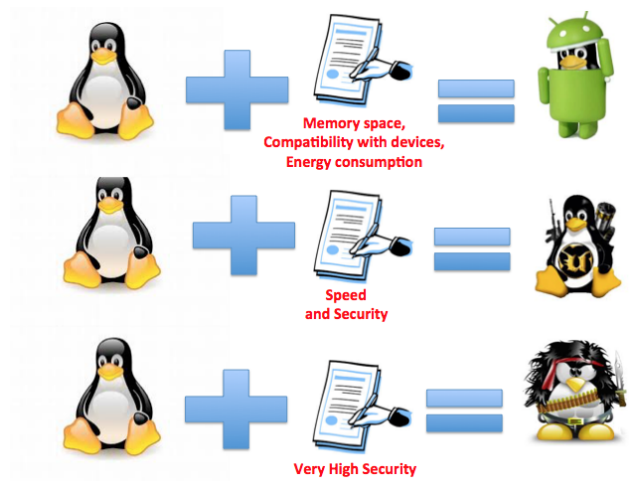 Memory space,
Compatibility with devices,
Energy consumption
Speed
and Security
Very High Security